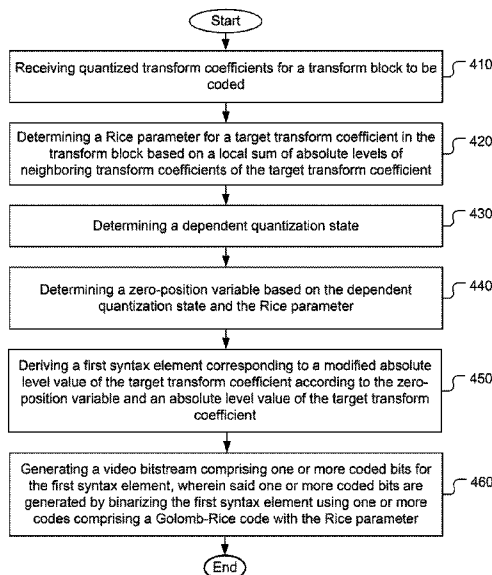 Start
Receiving quantized transform coefficients for a transform block to be
coded
410
Determining a Rice parameter for a target transform coefficient in the
transform block based on a local sum of absolute levels of
neighboring transform coefficients of the target transform coefficient
420
Determining a dependent quantization state
430
Determining a zero-position variable based on the dependent
quantization state and the Rice parameter
440
Deriving a first syntax element corresponding to a modified absolute
level value of the target transform coefficient according to the zero-
position variable and an absolute level value of the target transform
coefficient
450
Generating a video bitstream comprising one or more coded bits for
the first syntax element, wherein said one or more coded bits are
generated by binarizing the first syntax element using one or more
codes comprising a Golomb-Rice code with the Rice parameter
460
End